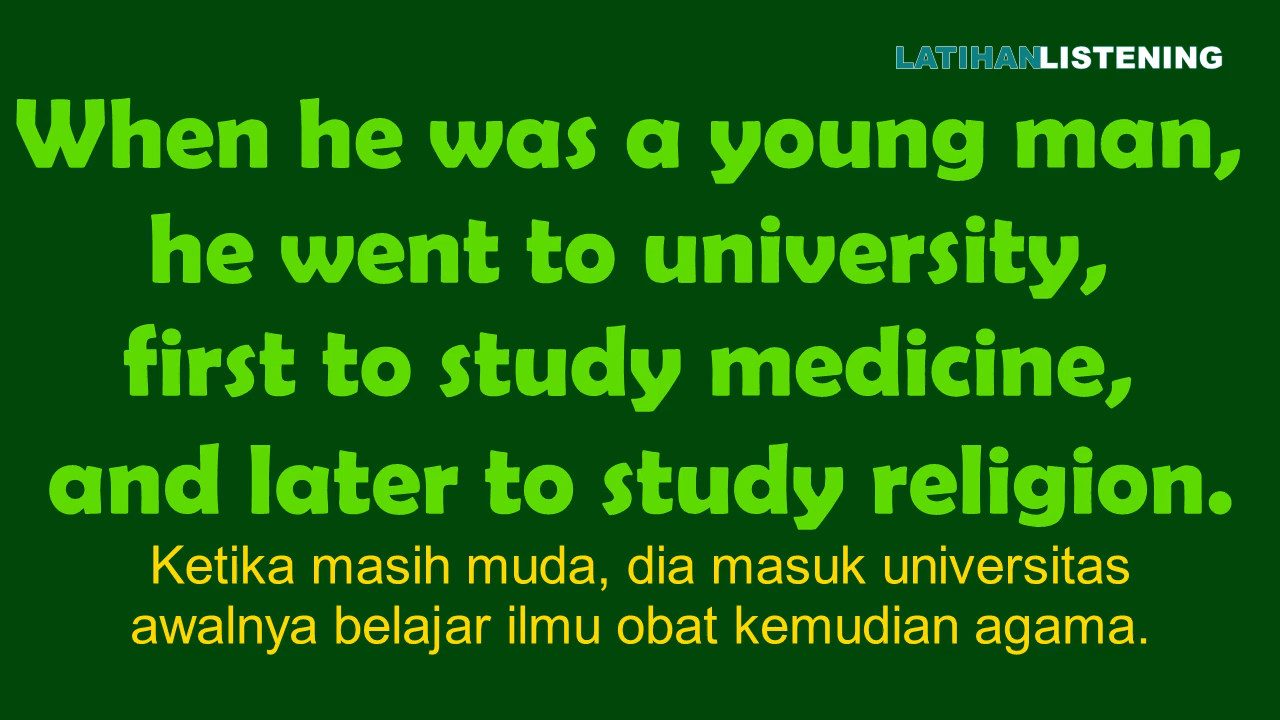 LATIHANLISTENING
When he was a young man,
he went to university,
first to study medicine,
and later to study religion.
Ketika masih muda, dia masuk universitas
awalnya belajar ilmu obat kemudian agama.